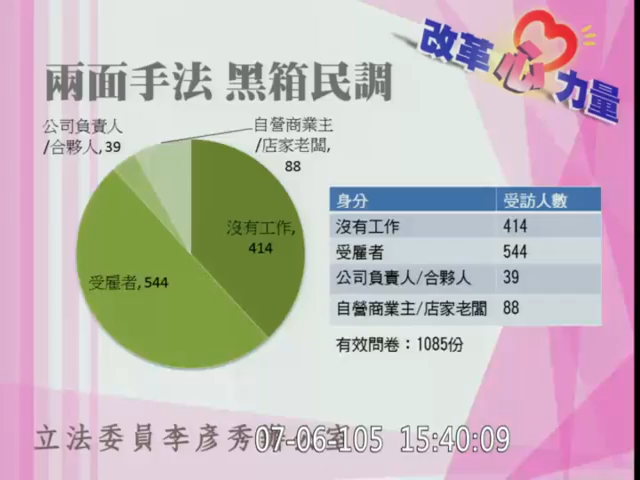 改革心力量
兩面手法 黑箱民調
公司負責人
/合夥人, 39
自營商業主
/店家老闆,
88
沒有工作,
414
受雇者, 544
身分 受訪人數
沒有工作 414
受雇者 544
公司負責人/合夥人 39
自營商業主/店家老闆 88
有效問卷：1085份
立法委員李彥秀 室
07-06-105 15:40:09